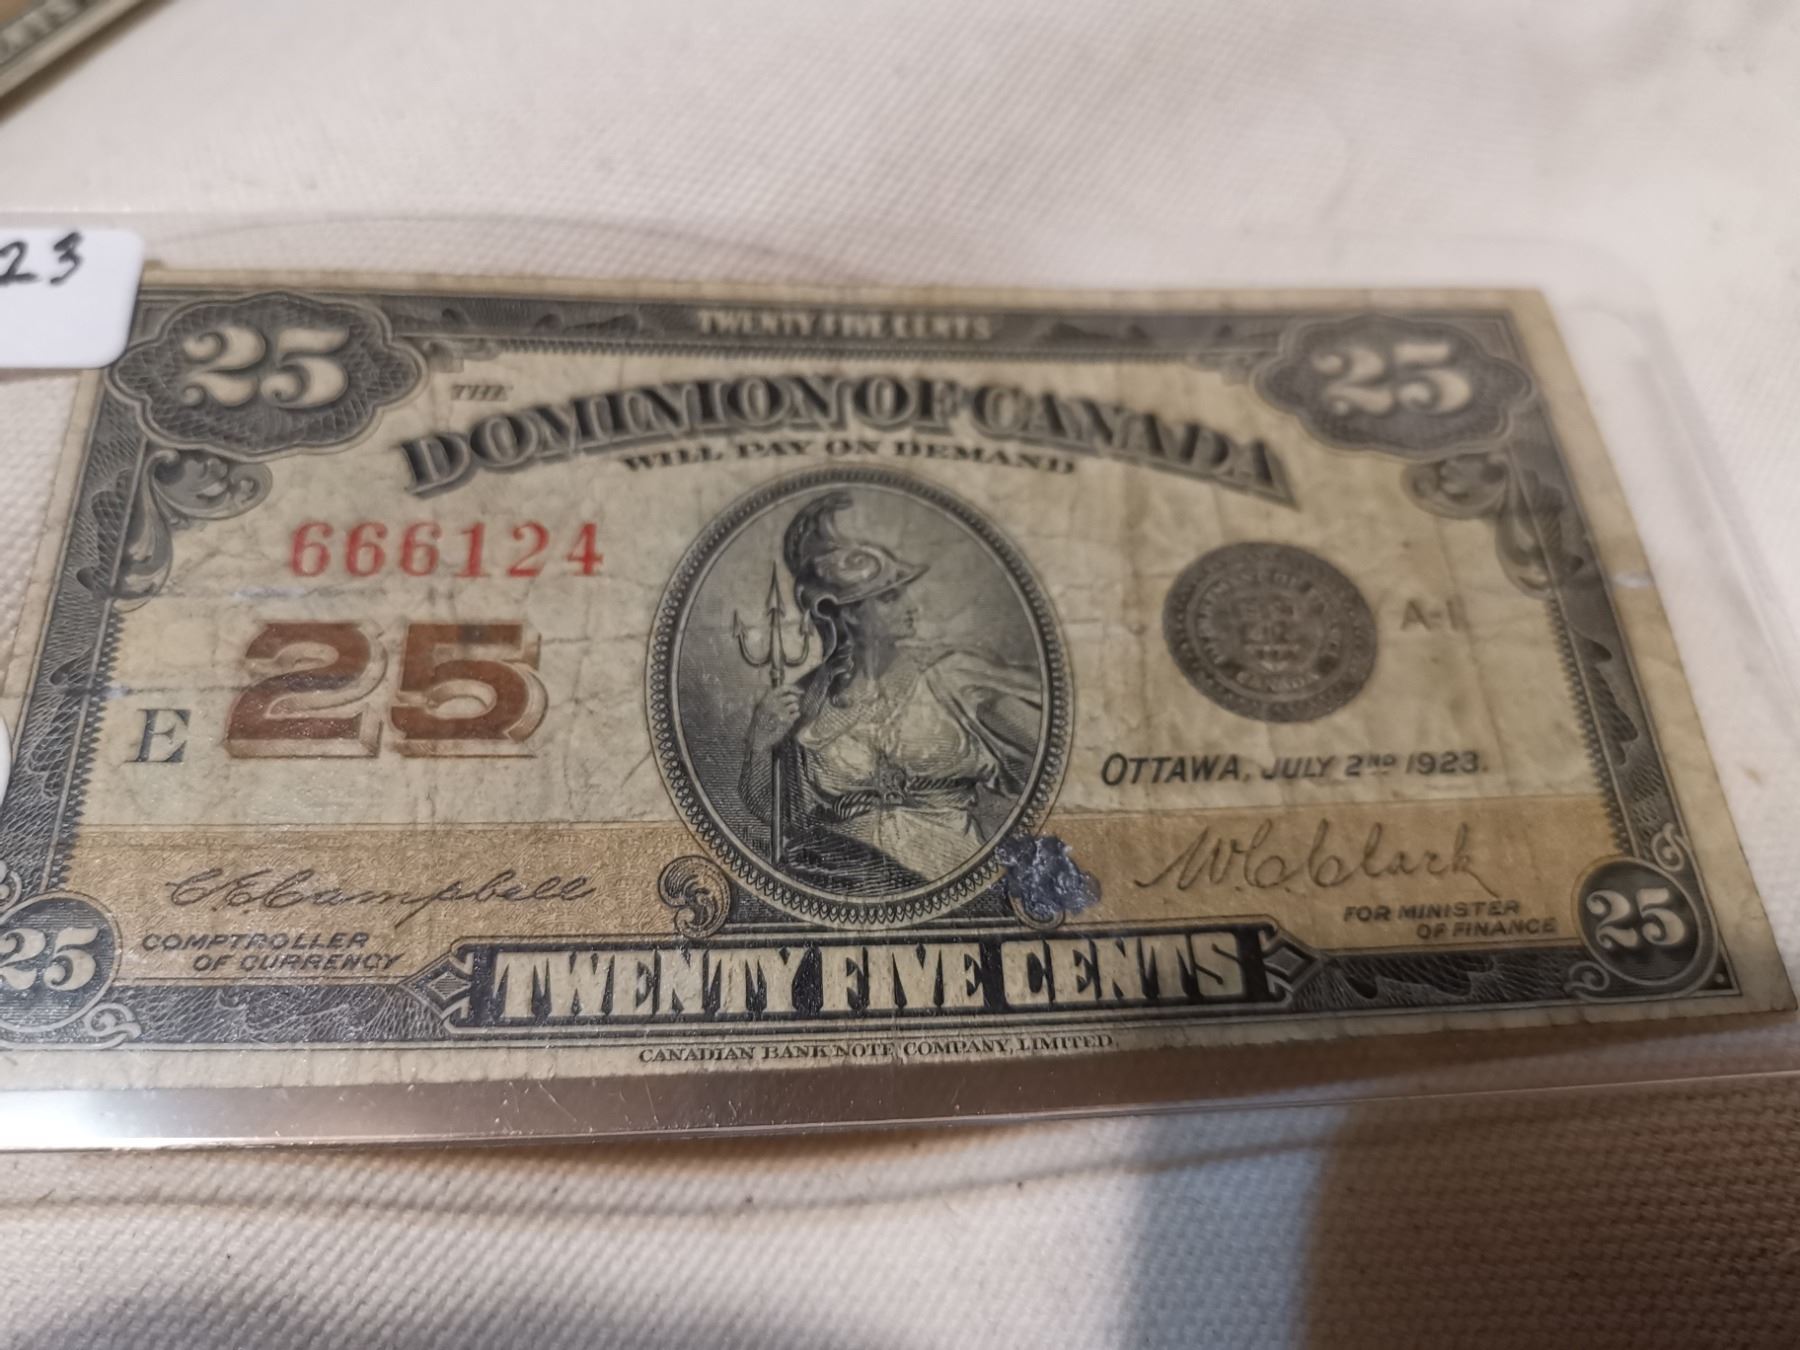 23
TWENTY FIVE CENTS
25 25
THE
DOMINION OF CANADA
WILL PAY ON DEMAND
666124
25
E
CANADA
OTTAWA, JULY 2ND 1923.
C E Campbell
W.C. Clark
COMPTROLLER
OF CURRENCY
FOR MINISTER
OF FINANCE
25 25
TWENTY FIVE CENTS
CANADIAN BANK NOTE COMPANY, LIMITED.